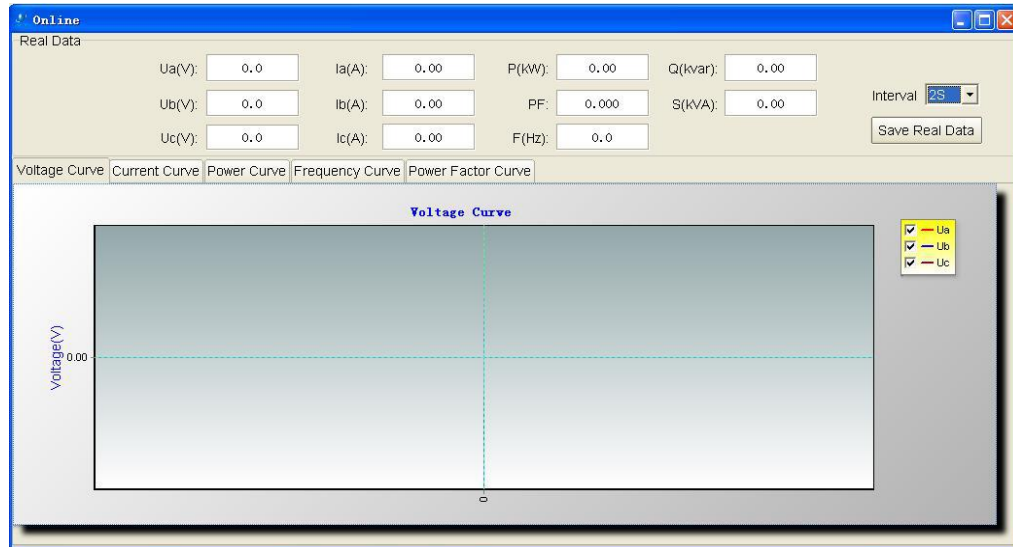 Online
Real Data
Ua(V): 0.0 Ia(A): 0.00 P(KW): 0.00 Q(kvar): 0.00
Ub(V): 0.0 Ib(A): 0.00 PF: 0.000 S(kVA): 0.00
Interval 2S
Uc(V): 0.0 Ic(A): 0.00 F(Hz): 0.0
Save Real Data
Voltage Curve Current Curve Power Curve Frequency Curve Power Factor Curve
Voltage Curve
Ua
Ub
Uc
Voltage(V)
0.00
0